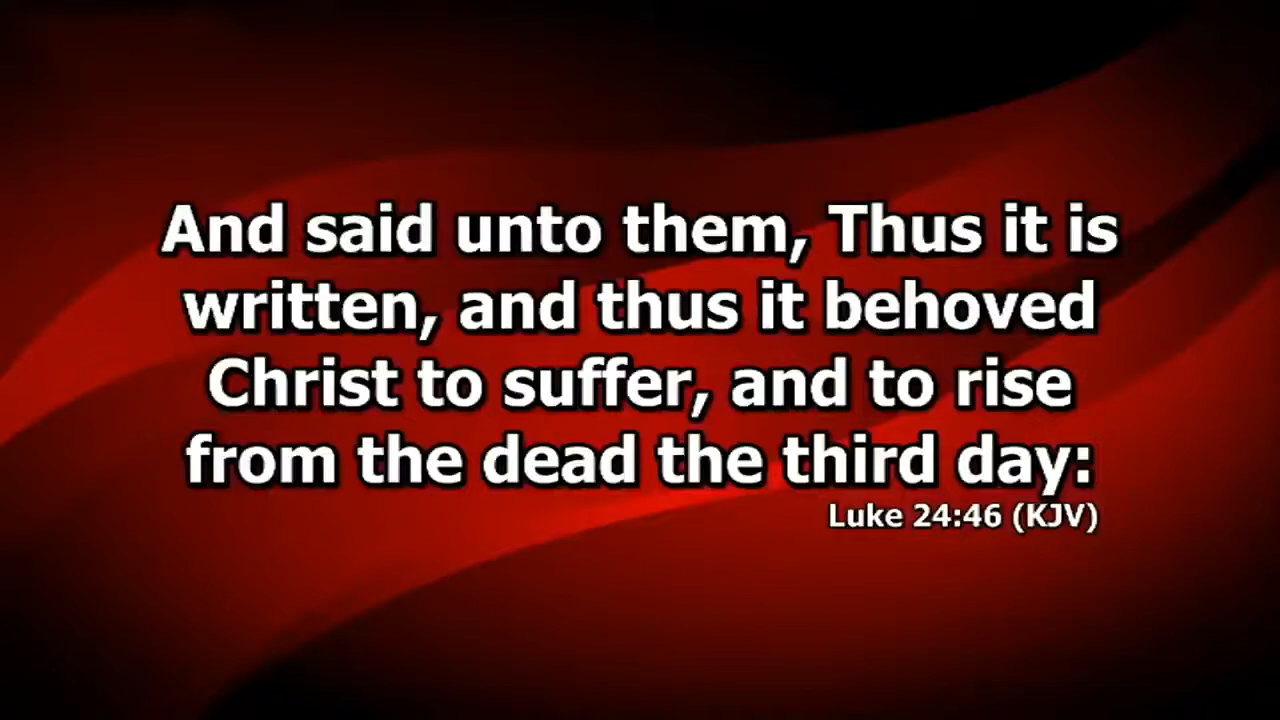 And said unto them, Thus it is
written, and thus it behoved
Christ to suffer, and to rise
from the dead the third day:
Luke 24:46 (KJV)